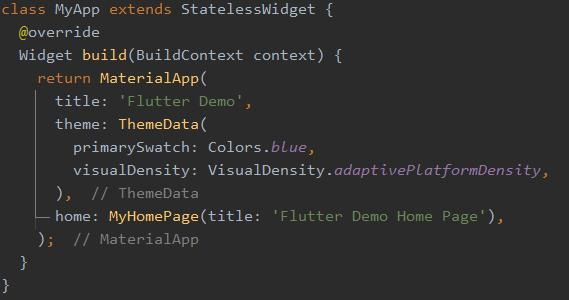 class MyApp extends StatelessWidget {
  @override
  Widget build(BuildContext context) {
    return MaterialApp(
      title: 'Flutter Demo',
      theme: ThemeData(
        primarySwatch: Colors.blue,
        visualDensity: VisualDensity.adaptivePlatformDensity,
      ),  // ThemeData
      home: MyHomePage(title: 'Flutter Demo Home Page'),
    );  // MaterialApp
  }
}